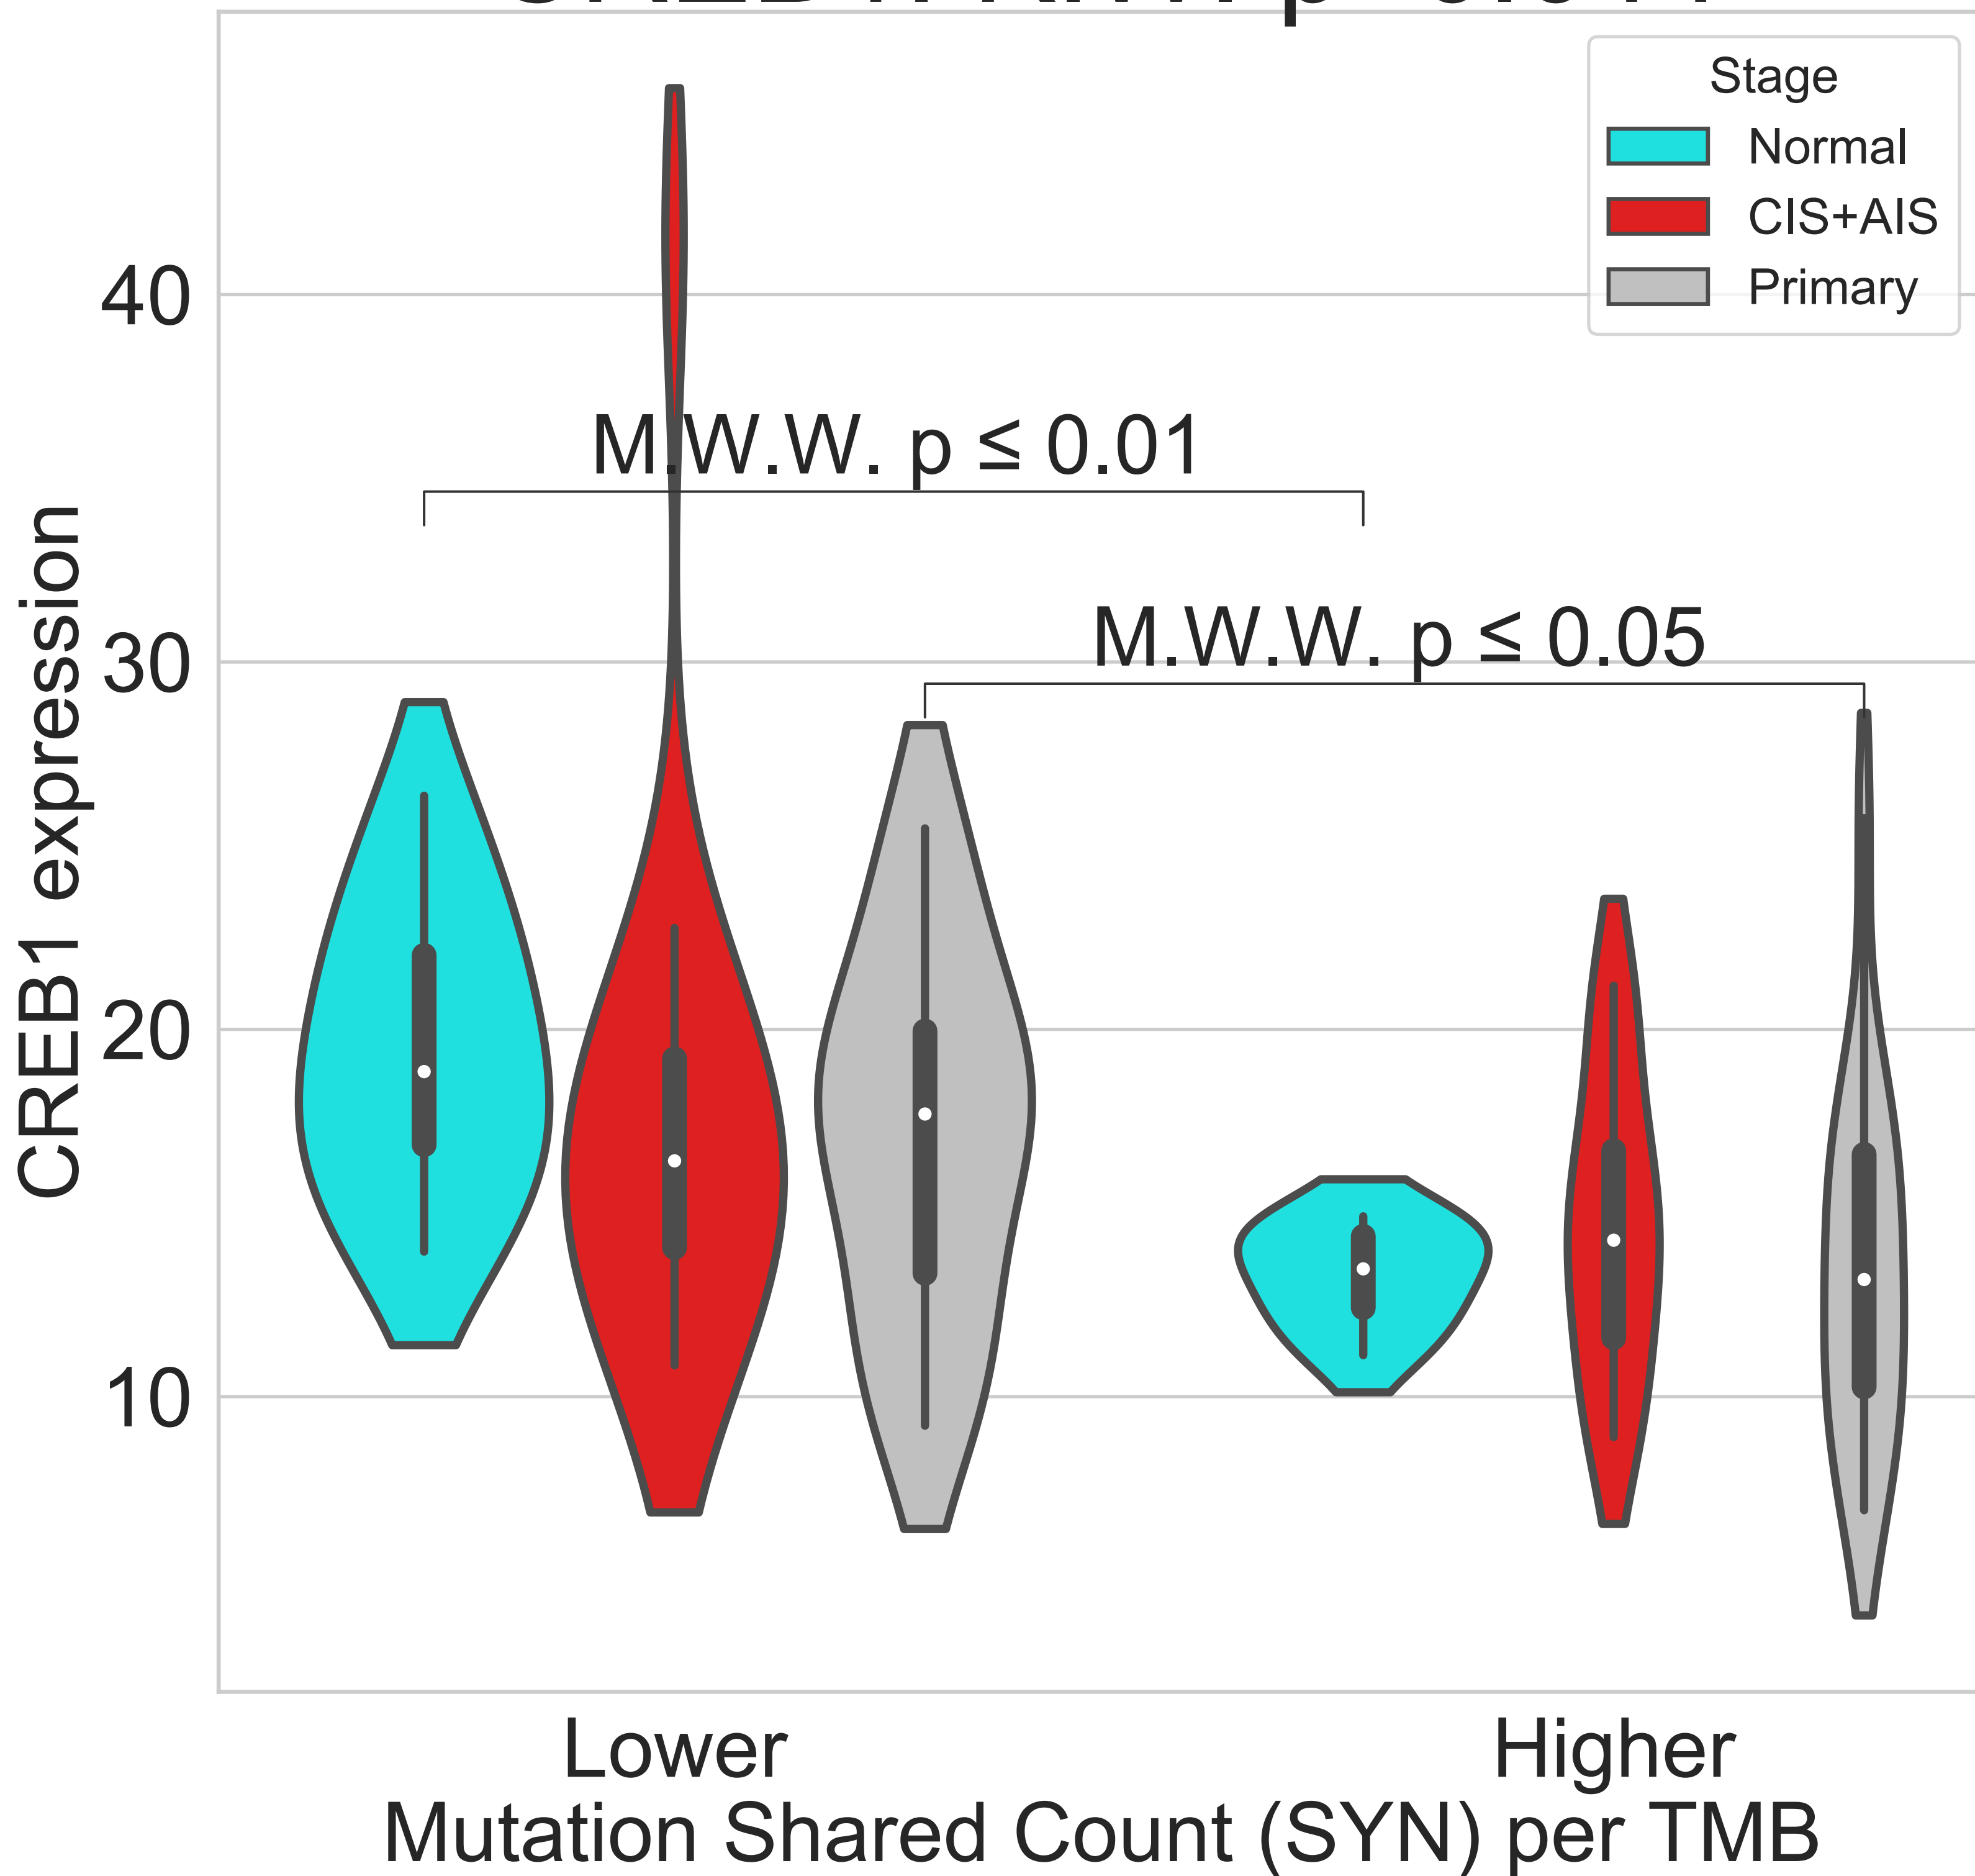 Stage
Normal
CIS+AIS
Primary
40
M.W.W. p ≤ 0.01
M.W.W. p ≤ 0.05
30
20
10
CREB1 expression
Lower
Higher
Mutation Shared Count (SYN) per TMB